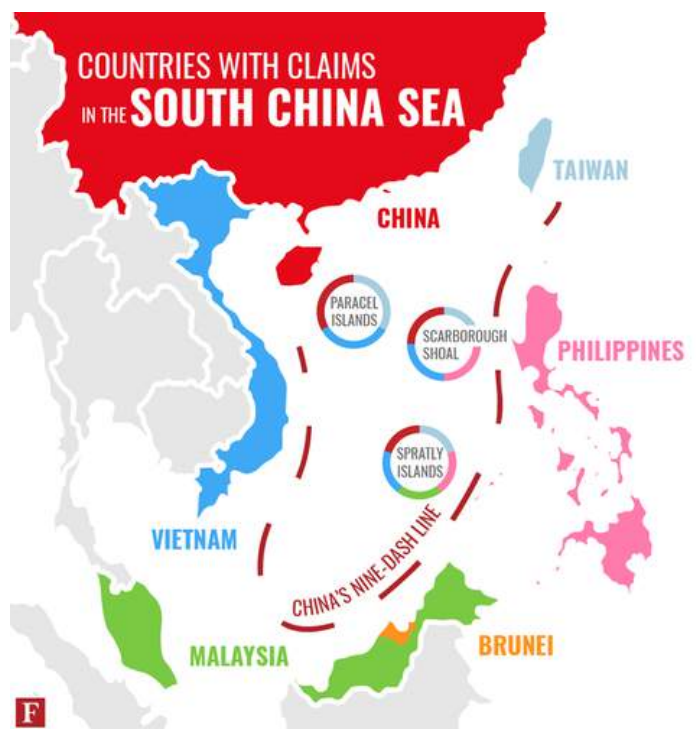 COUNTRIES WITH CLAIMS
IN THE SOUTH CHINA SEA
TAIWAN
CHINA
PARACEL
ISLANDS
SCARBOROUGH
SHOAL
PHILIPPINES
SPRATLY
ISLANDS
VIETNAM
CHINA'S NINE-DASH LINE
MALAYSIA
BRUNEI
F